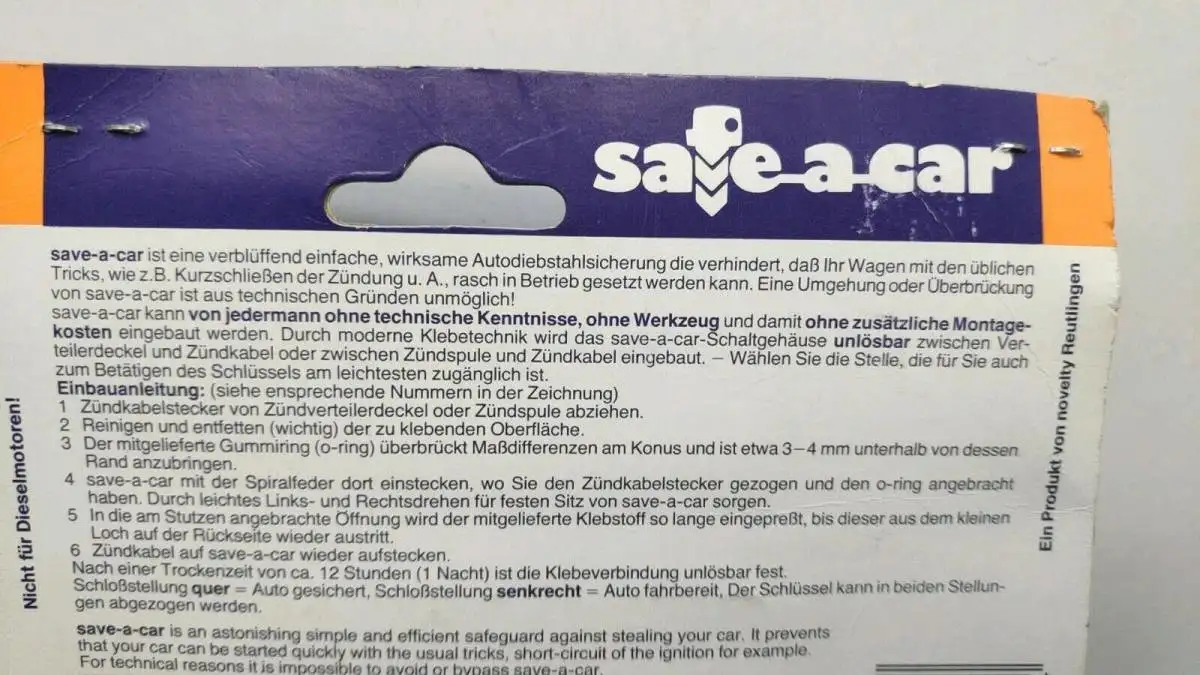 save-a-car
save-a-car ist eine verblüffend einfache, wirksame Autodiebstahlsicherung die verhindert, daß Ihr Wagen mit den üblichen
Tricks, wie z.B. Kurzschließen der Zündung u. A., rasch in Betrieb gesetzt werden kann. Eine Umgehung oder Überbrückung
von save-a-car ist aus technischen Gründen unmöglich!
save-a-car kann von jedermann ohne technische Kenntnisse, ohne Werkzeug und damit ohne zusätzliche Montage-
kosten eingebaut werden. Durch moderne Klebetechnik wird das save-a-car-Schaltgehäuse unlösbar zwischen Ver-
teilerdeckel und Zündkabel oder zwischen Zündspule und Zündkabel eingebaut. – Wählen Sie die Stelle, die für Sie auch
zum Betätigen des Schlüssels am leichtesten zugänglich ist.
Einbauanleitung: (siehe ensprechende Nummern in der Zeichnung)
1 Zündkabelstecker von Zündverteilerdeckel oder Zündspule abziehen.
2 Reinigen und entfetten (wichtig) der zu klebenden Oberfläche.
3 Der mitgelieferte Gummiring (o-ring) überbrückt Maßdifferenzen am Konus und ist etwa 3–4 mm unterhalb von dessen
Rand anzubringen.
4 save-a-car mit der Spiralfeder dort einstecken, wo Sie den Zündkabelstecker gezogen und den o-ring angebracht
haben. Durch leichtes Links- und Rechtsdrehen für festen Sitz von save-a-car sorgen.
5 In die am Stutzen angebrachte Öffnung wird der mitgelieferte Klebstoff so lange eingepreßt, bis dieser aus dem kleinen
Loch auf der Rückseite wieder austritt.
6 Zündkabel auf save-a-car wieder aufstecken.
Nach einer Trockenzeit von ca. 12 Stunden (1 Nacht) ist die Klebeverbindung unlösbar fest.
Schloßstellung quer = Auto gesichert, Schloßstellung senkrecht = Auto fahrbereit, Der Schlüssel kann in beiden Stellun-
gen abgezogen werden.
save-a-car is an astonishing simple and efficient safeguard against stealing your car. It prevents
that your car can be started quickly with the usual tricks, short-circuit of the ignition for example.
For technical reasons it is impossible to avoid or bypass save-a-car.
Nicht für Dieselmotoren!
Ein Produkt von novelty Reutlingen